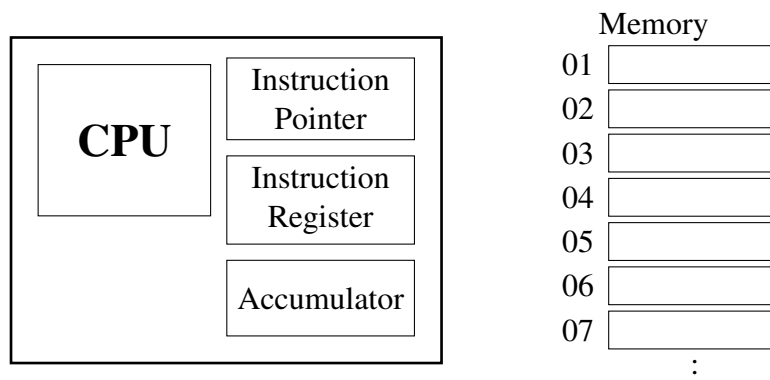 CPU
Instruction
Pointer
Instruction
Register
Accumulator
Memory
01
02
03
04
05
06
07
: